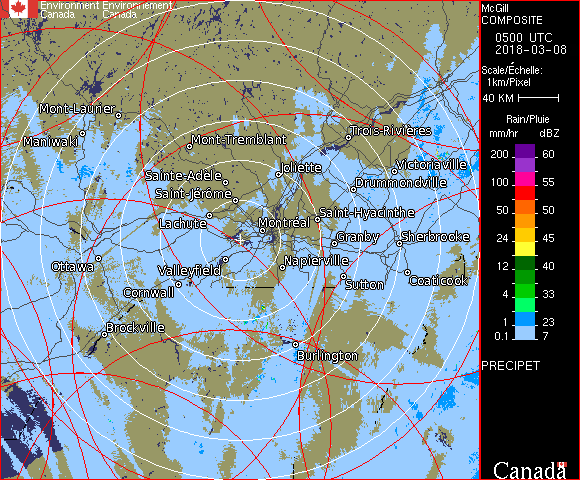 Environment Environnement
Canada Canada
McGill
COMPOSITE
0500 UTC
2018-03-08
Scale/Échelle:
1km/Pixel
40 KM
Rain/Pluie
mm/hr dBZ
200 60
100 55
50 50
24 45
12 40
8 33
4 28
1 23
0.1 7
PRECIPET
Canada
Mont-Laurier
Maniwaki
Mont-Tremblant
Trois-Rivières
Joliette
Victoriaville
Sainte-Adèle
Drummondville
Saint-Jérôme
Lachute
Saint-Hyacinthe
Montréal
Granby
Sherbrooke
Ottawa
Valleyfield
Napierville
Cornwall
Sutton
Coaticook
Brockville
Burlington